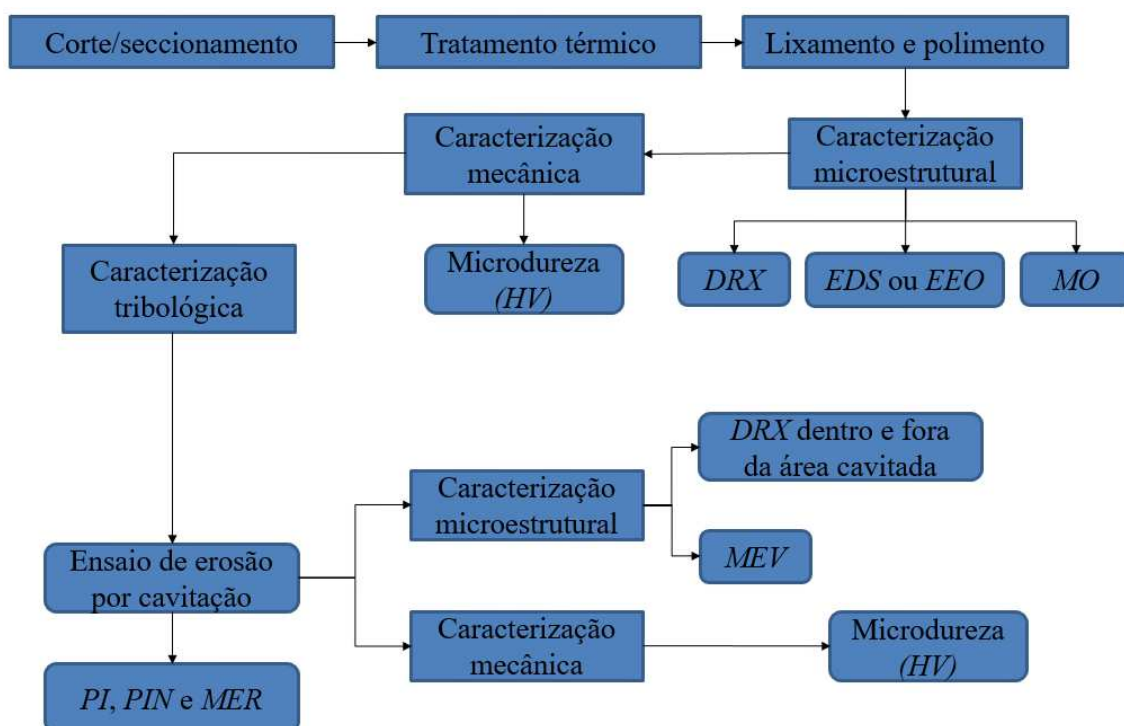 Corte/seccionamento
Tratamento térmico
Lixamento e polimento
Caracterização
mecânica
Caracterização
microestrutural
Caracterização
tribológica
Microdureza
(HV)
DRX
EDS ou EEO
MO
DRX dentro e fora
da área cavitada
Caracterização
microestrutural
MEV
Ensaio de erosão
por cavitação
Caracterização
mecânica
Microdureza
(HV)
PI, PIN e MER